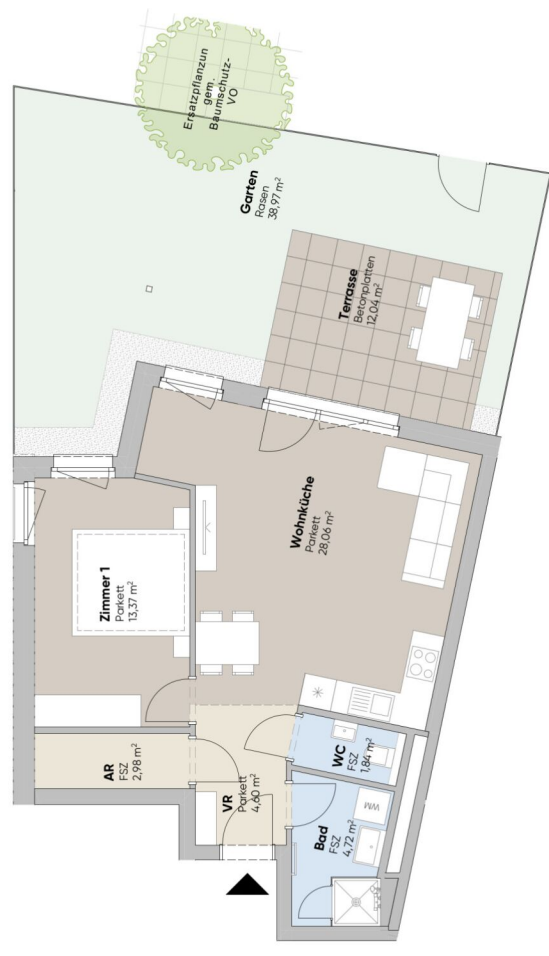 Ersatzpflanzun
gem.
Baumschutz-
VO
Garten
Rasen
38,97 m²
Terrasse
Betonplatten
12,04 m²
Wohnküche
Parkett
28,06 m²
Zimmer 1
Parkett
13,37 m²
AR
FSZ
2,98 m²
VR
Parkett
4,60 m²
WC
FSZ
1,84 m²
Bad
FSZ
4,72 m²
WM